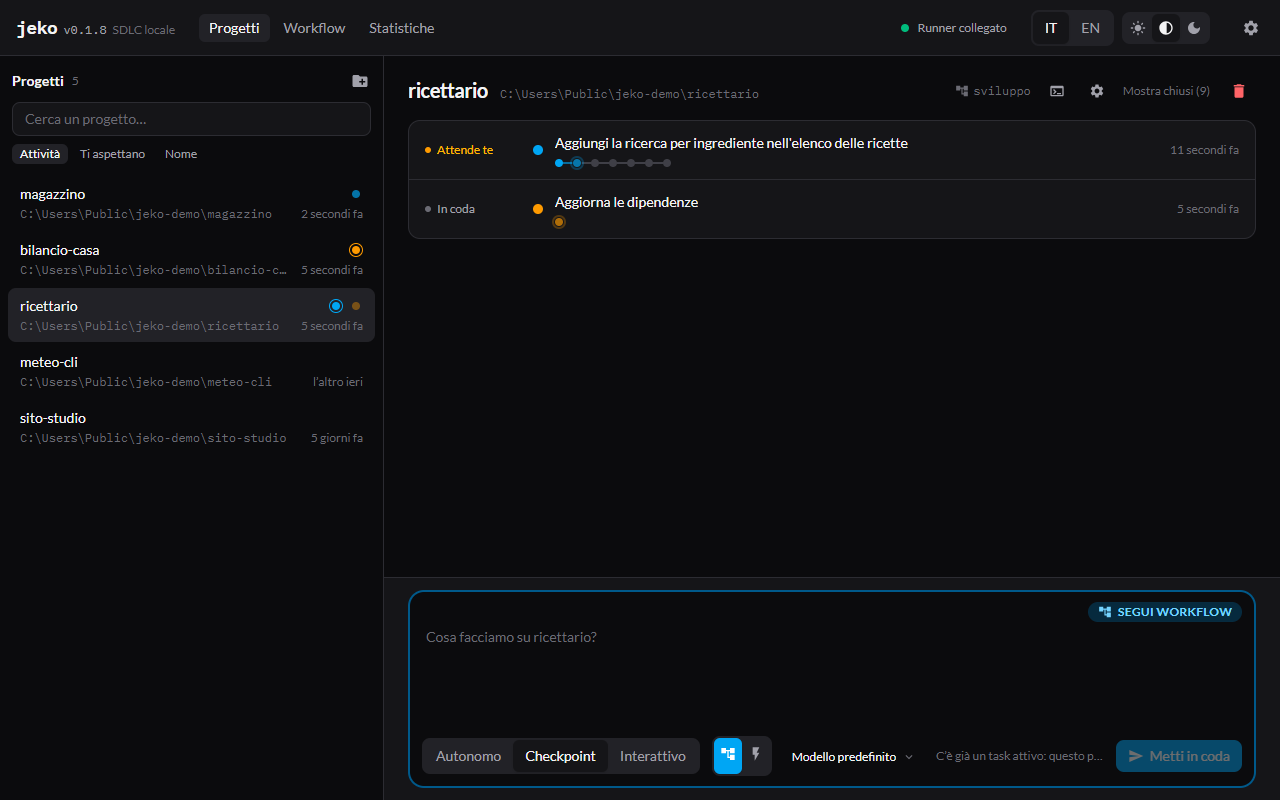 jeko v0.1.8 SDLC locale
Progetti
Workflow
Statistiche
Runner collegato
IT
EN
Progetti 5
Cerca un progetto…
Attività
Ti aspettano
Nome
magazzino
C:\Users\Public\jeko-demo\magazzino 2 secondi fa
bilancio-casa
C:\Users\Public\jeko-demo\bilancio-c… 5 secondi fa
ricettario
C:\Users\Public\jeko-demo\ricettario 5 secondi fa
meteo-cli
C:\Users\Public\jeko-demo\meteo-cli l'altro ieri
sito-studio
C:\Users\Public\jeko-demo\sito-studio 5 giorni fa
ricettario C:\Users\Public\jeko-demo\ricettario
sviluppo
Mostra chiusi (9)
Attende te
Aggiungi la ricerca per ingrediente nell'elenco delle ricette
11 secondi fa
In coda
Aggiorna le dipendenze
5 secondi fa
SEGUI WORKFLOW
Cosa facciamo su ricettario?
Autonomo
Checkpoint
Interattivo
Modello predefinito
C'è già un task attivo: questo p…
Metti in coda